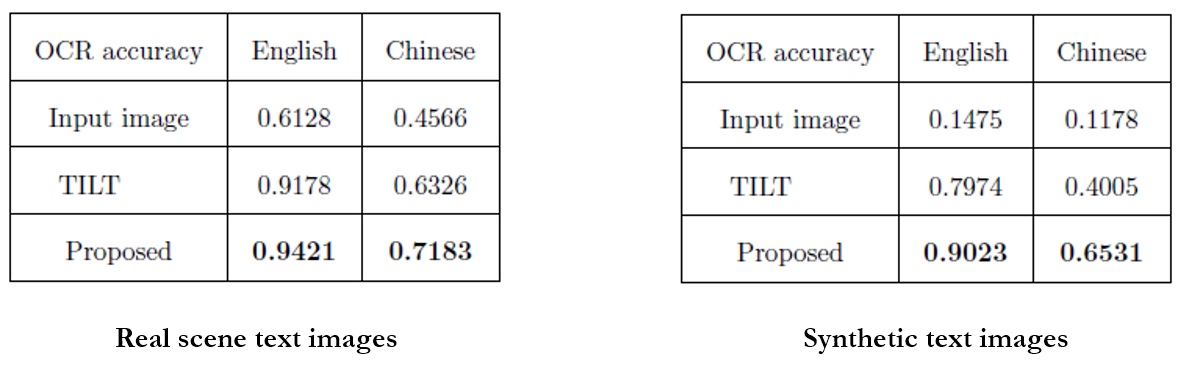 OCR accuracy English Chinese
Input image 0.6128 0.4566
TILT 0.9178 0.6326
Proposed 0.9421 0.7183
Real scene text images
OCR accuracy English Chinese
Input image 0.1475 0.1178
TILT 0.7974 0.4005
Proposed 0.9023 0.6531
Synthetic text images